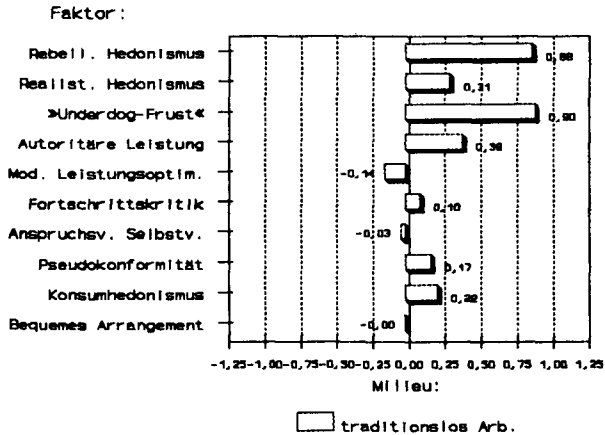 Faktor:
Rebell. Hedonismus 0,88
Realist. Hedonismus 0,31
»Underdog-Frust« 0,90
Autoritäre Leistung 0,39
Mod. Leistungsoptim. -0,14
Fortschrittskritik 0,10
Anspruchsv. Selbstv. -0,03
Pseudokonformität 0,17
Konsumhedonismus 0,22
Bequemes Arrangement -0,00
-1,25 -1,00 -0,75 -0,50 -0,25 0,00 0,25 0,50 0,75 1,00 1,25
Milieu:
traditionslos Arb.